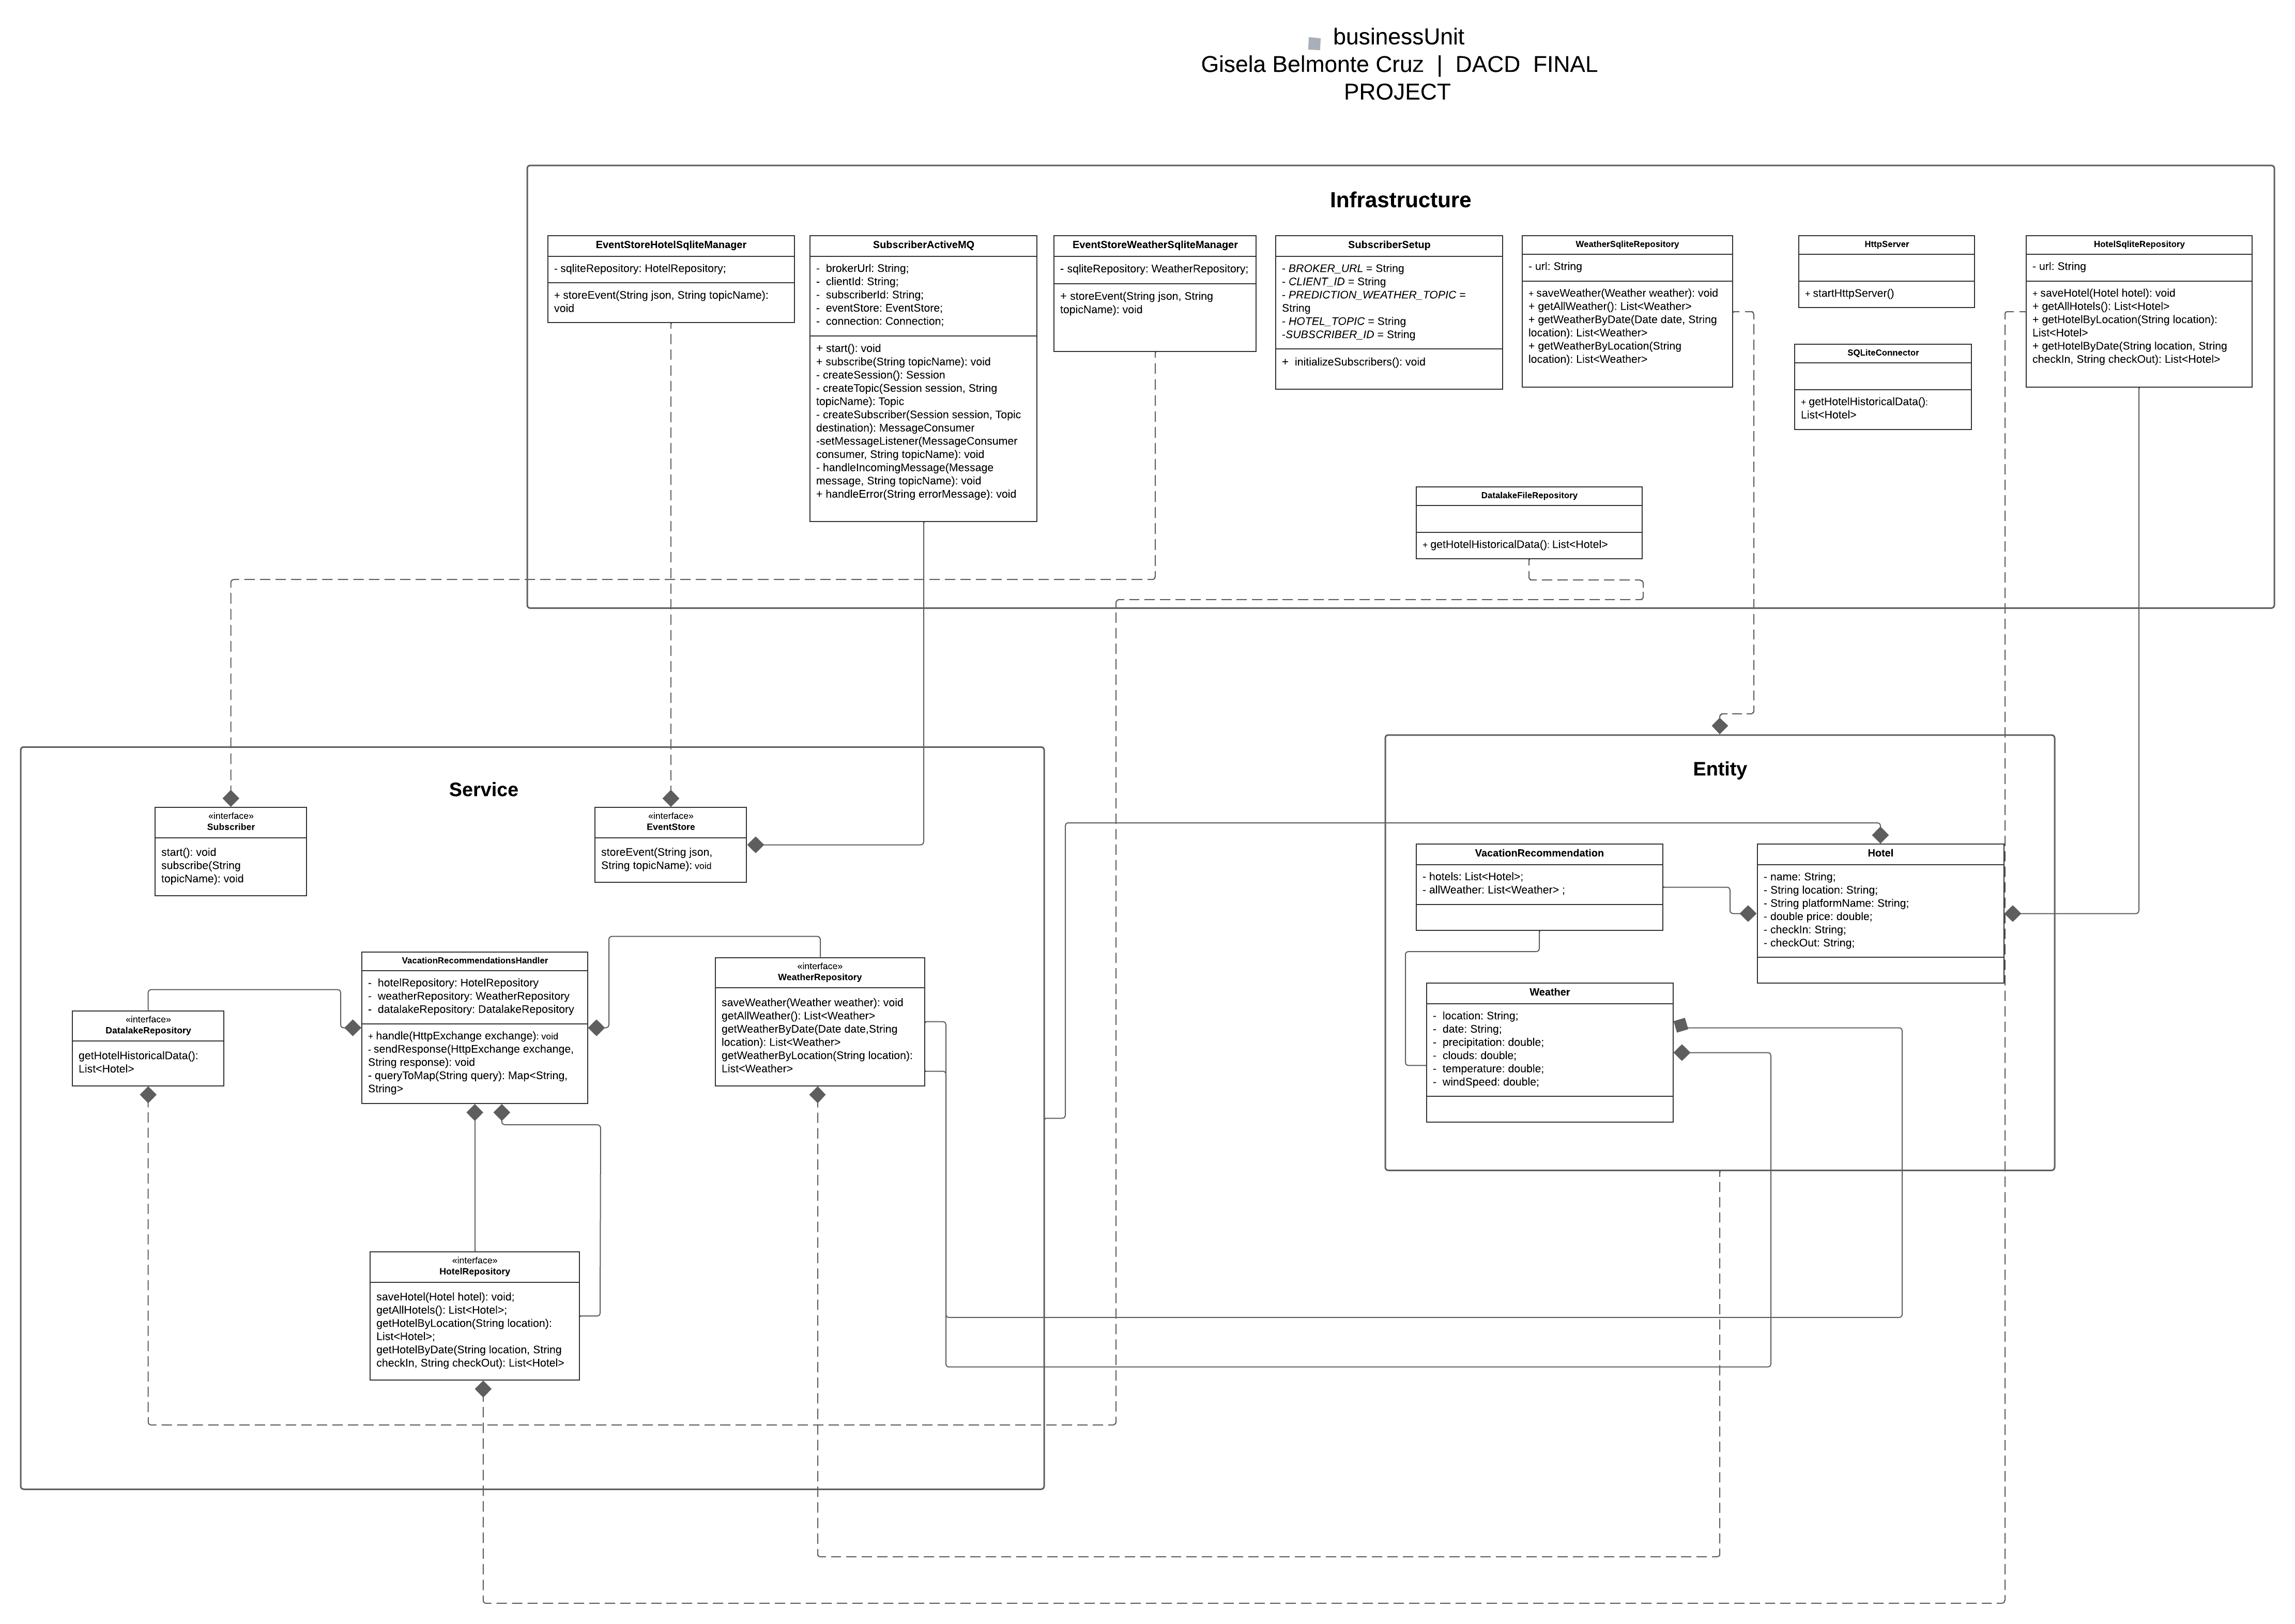 businessUnit
Gisela Belmonte Cruz | DACD FINAL
PROJECT
Infrastructure
EventStoreHotelSqliteManager
- sqliteRepository: HotelRepository;
+ storeEvent(String json, String topicName):
void
SubscriberActiveMQ
- brokerUrl: String;
- clientId: String;
- subscriberId: String;
- eventStore: EventStore;
- connection: Connection;
+ start(): void
+ subscribe(String topicName): void
- createSession(): Session
- createTopic(Session session, String
topicName): Topic
- createSubscriber(Session session, Topic
destination): MessageConsumer
-setMessageListener(MessageConsumer
consumer, String topicName): void
- handleIncomingMessage(Message
message, String topicName): void
+ handleError(String errorMessage): void
EventStoreWeatherSqliteManager
- sqliteRepository: WeatherRepository;
+ storeEvent(String json, String
topicName): void
SubscriberSetup
- BROKER_URL = String
- CLIENT_ID = String
- PREDICTION_WEATHER_TOPIC =
String
- HOTEL_TOPIC = String
-SUBSCRIBER_ID = String
+ initializeSubscribers(): void
WeatherSqliteRepository
- url: String
+ saveWeather(Weather weather): void
+ getAllWeather(): List<Weather>
+ getWeatherByDate(Date date, String
location): List<Weather>
+ getWeatherByLocation(String
location): List<Weather>
HttpServer
+ startHttpServer()
SQLiteConnector
+ getHotelHistoricalData():
List<Hotel>
HotelSqliteRepository
- url: String
+ saveHotel(Hotel hotel): void
+ getAllHotels(): List<Hotel>
+ getHotelByLocation(String location):
List<Hotel>
+ getHotelByDate(String location, String
checkIn, String checkOut): List<Hotel>
DatalakeFileRepository
+ getHotelHistoricalData(): List<Hotel>
Service
«interface»
Subscriber
start(): void
subscribe(String
topicName): void
«interface»
EventStore
storeEvent(String json,
String topicName): void
VacationRecommendationsHandler
- hotelRepository: HotelRepository
- weatherRepository: WeatherRepository
- datalakeRepository: DatalakeRepository
+ handle(HttpExchange exchange): void
- sendResponse(HttpExchange exchange,
String response): void
- queryToMap(String query): Map<String,
String>
«interface»
WeatherRepository
saveWeather(Weather weather): void
getAllWeather(): List<Weather>
getWeatherByDate(Date date,String
location): List<Weather>
getWeatherByLocation(String location):
List<Weather>
«interface»
DatalakeRepository
getHotelHistoricalData():
List<Hotel>
«interface»
HotelRepository
saveHotel(Hotel hotel): void;
getAllHotels(): List<Hotel>;
getHotelByLocation(String location):
List<Hotel>;
getHotelByDate(String location, String
checkIn, String checkOut): List<Hotel>
Entity
VacationRecommendation
- hotels: List<Hotel>;
- allWeather: List<Weather> ;
Hotel
- name: String;
- String location: String;
- String platformName: String;
- double price: double;
- checkIn: String;
- checkOut: String;
Weather
- location: String;
- date: String;
- precipitation: double;
- clouds: double;
- temperature: double;
- windSpeed: double;